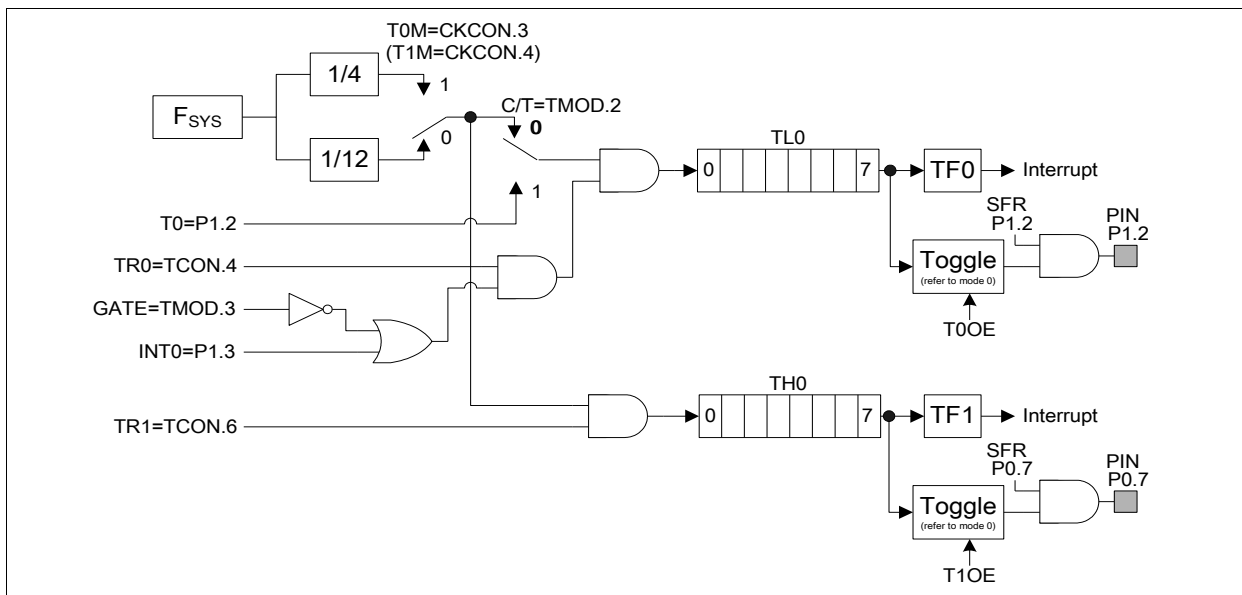 T0M=CKCON.3
(T1M=CKCON.4)
1/4
1
FSYS
C/T=TMOD.2
0
0
1/12
1
TL0
0 7
TF0
Interrupt
T0=P1.2
SFR
P1.2
PIN
P1.2
TR0=TCON.4
Toggle
(refer to mode 0)
GATE=TMOD.3
T0OE
INT0=P1.3
TH0
0 7
TF1
Interrupt
TR1=TCON.6
SFR
P0.7
PIN
P0.7
Toggle
(refer to mode 0)
T1OE